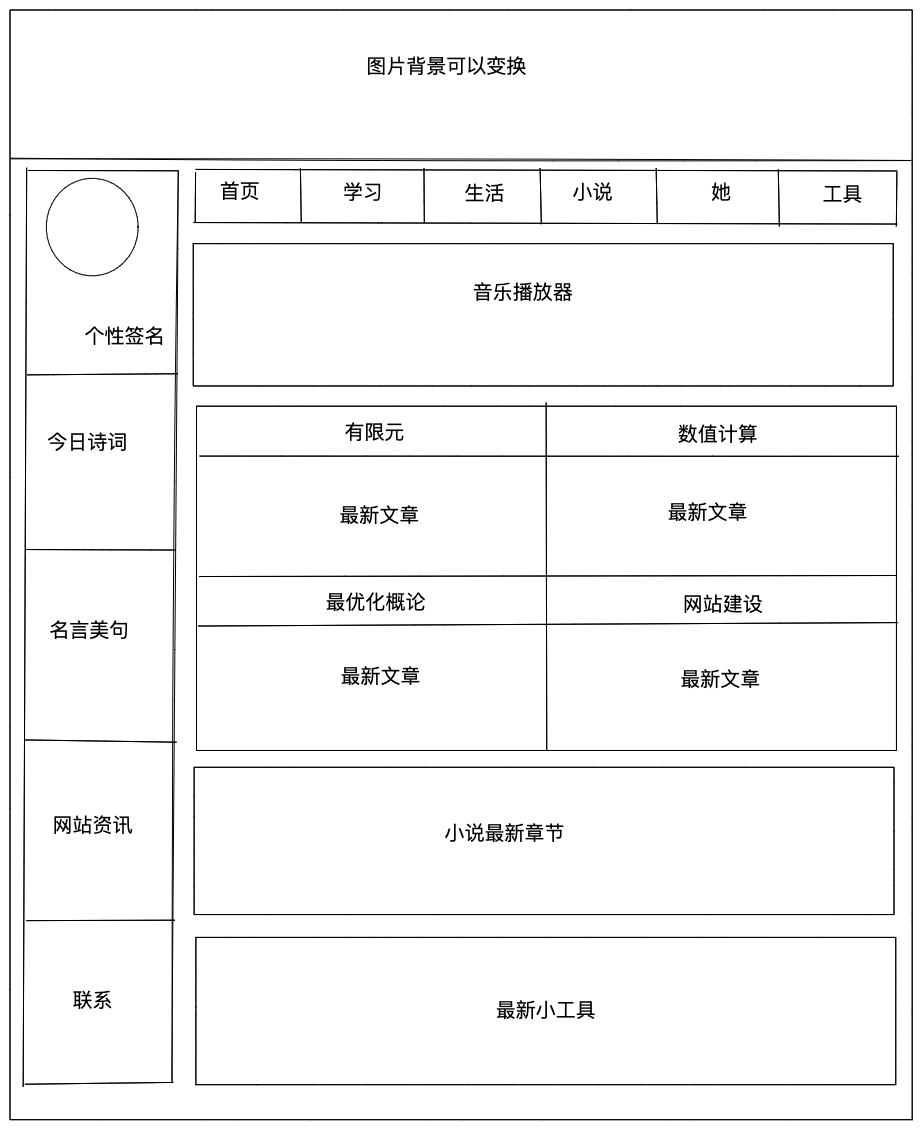 图片背景可以变换
首页
学习
生活
小说
她
工具
个性签名
今日诗词
名言美句
网站资讯
联系
音乐播放器
有限元
数值计算
最新文章
最新文章
最优化概论
网站建设
最新文章
最新文章
小说最新章节
最新小工具